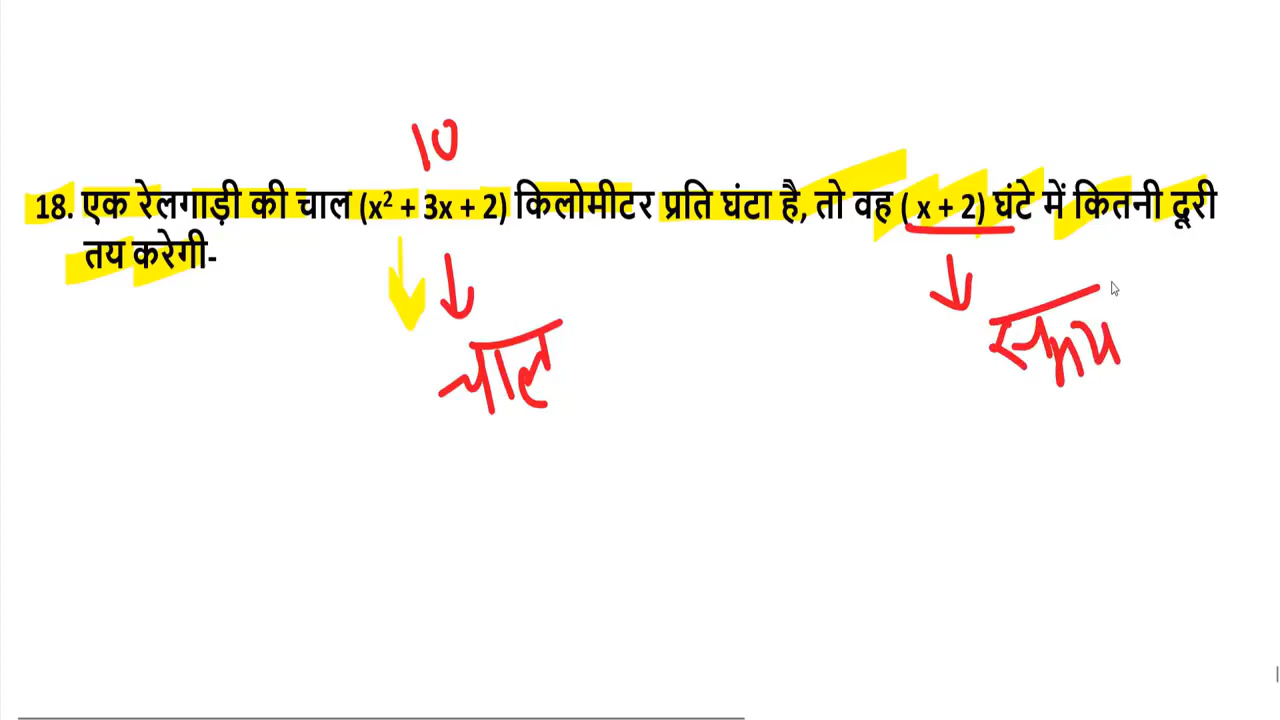 10
18. एक रेलगाड़ी की चाल (x² + 3x + 2) किलोमीटर प्रति घंटा है, तो वह ( x + 2) घंटे में कितनी दूरी
तय करेगी-
चाल
समय